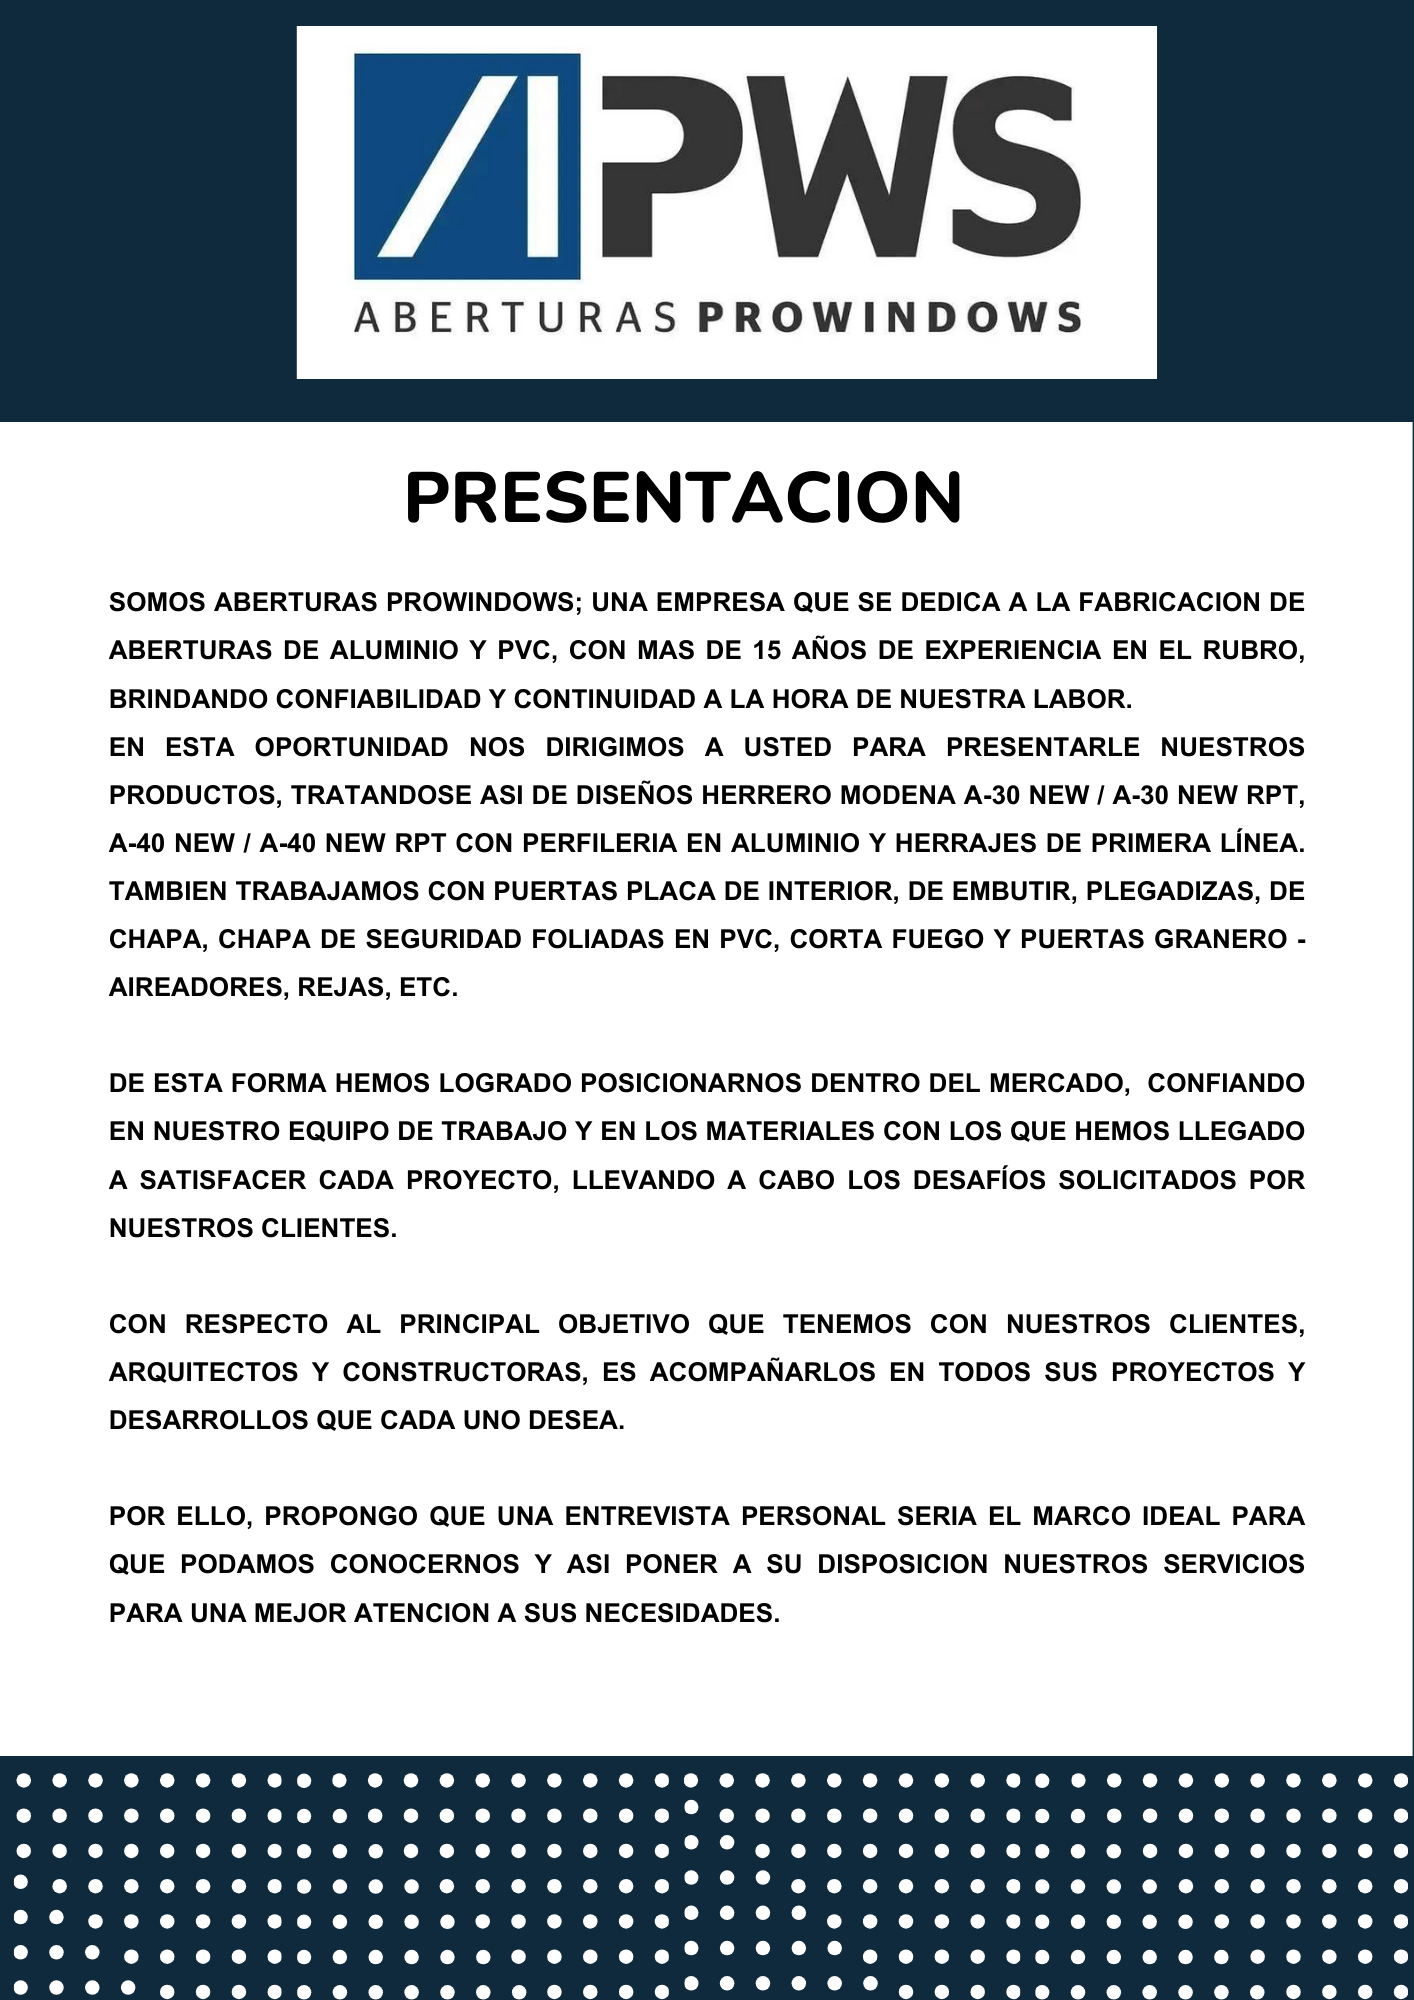 APWS
ABERTURAS PROWINDOWS
PRESENTACION
SOMOS ABERTURAS PROWINDOWS; UNA EMPRESA QUE SE DEDICA A LA FABRICACION DE
ABERTURAS DE ALUMINIO Y PVC, CON MAS DE 15 AÑOS DE EXPERIENCIA EN EL RUBRO,
BRINDANDO CONFIABILIDAD Y CONTINUIDAD A LA HORA DE NUESTRA LABOR.
EN ESTA OPORTUNIDAD NOS DIRIGIMOS A USTED PARA PRESENTARLE NUESTROS
PRODUCTOS, TRATANDOSE ASI DE DISEÑOS HERRERO MODENA A-30 NEW / A-30 NEW RPT,
A-40 NEW / A-40 NEW RPT CON PERFILERIA EN ALUMINIO Y HERRAJES DE PRIMERA LÍNEA.
TAMBIEN TRABAJAMOS CON PUERTAS PLACA DE INTERIOR, DE EMBUTIR, PLEGADIZAS, DE
CHAPA, CHAPA DE SEGURIDAD FOLIADAS EN PVC, CORTA FUEGO Y PUERTAS GRANERO -
AIREADORES, REJAS, ETC.
DE ESTA FORMA HEMOS LOGRADO POSICIONARNOS DENTRO DEL MERCADO, CONFIANDO
EN NUESTRO EQUIPO DE TRABAJO Y EN LOS MATERIALES CON LOS QUE HEMOS LLEGADO
A SATISFACER CADA PROYECTO, LLEVANDO A CABO LOS DESAFÍOS SOLICITADOS POR
NUESTROS CLIENTES.
CON RESPECTO AL PRINCIPAL OBJETIVO QUE TENEMOS CON NUESTROS CLIENTES,
ARQUITECTOS Y CONSTRUCTORAS, ES ACOMPAÑARLOS EN TODOS SUS PROYECTOS Y
DESARROLLOS QUE CADA UNO DESEA.
POR ELLO, PROPONGO QUE UNA ENTREVISTA PERSONAL SERIA EL MARCO IDEAL PARA
QUE PODAMOS CONOCERNOS Y ASI PONER A SU DISPOSICION NUESTROS SERVICIOS
PARA UNA MEJOR ATENCION A SUS NECESIDADES.